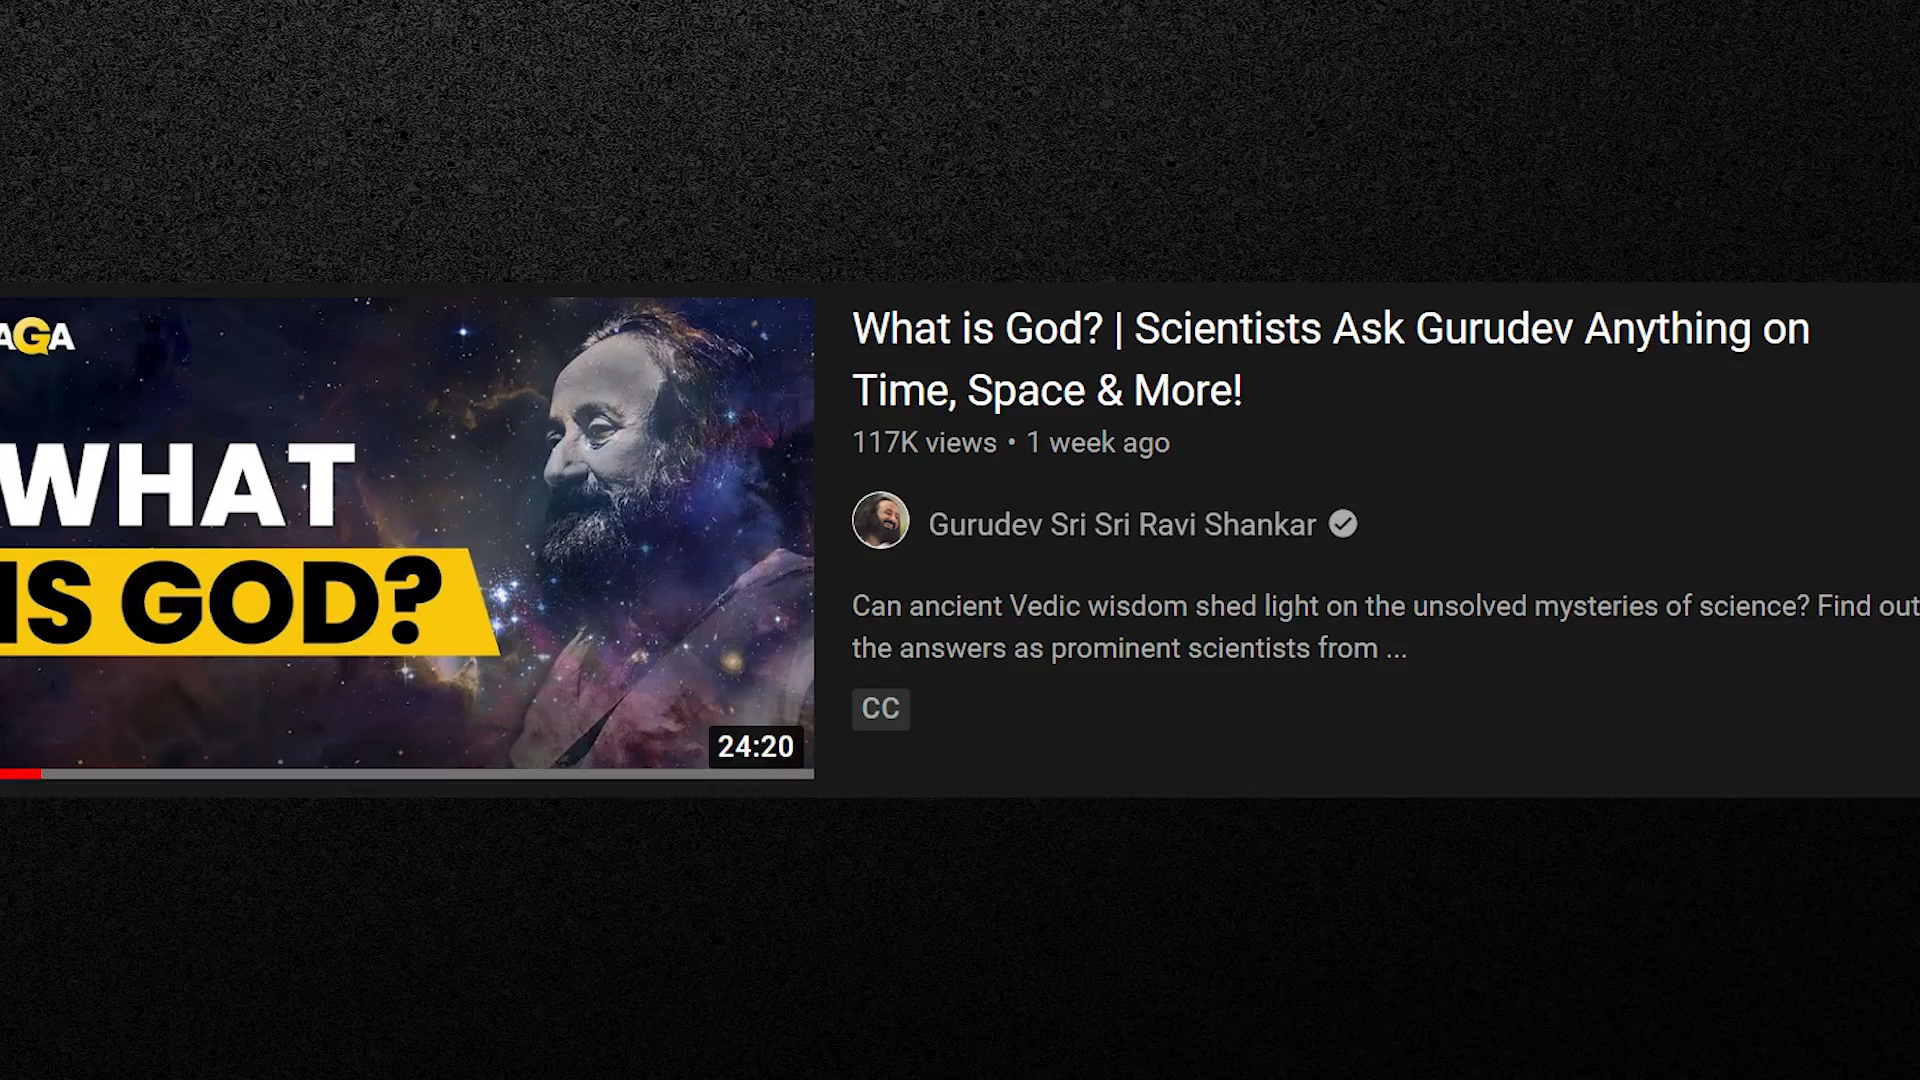 AGA
WHAT
IS GOD?
24:20
What is God? | Scientists Ask Gurudev Anything on
Time, Space & More!
117K views • 1 week ago
Gurudev Sri Sri Ravi Shankar
Can ancient Vedic wisdom shed light on the unsolved mysteries of science? Find out
the answers as prominent scientists from ...
CC